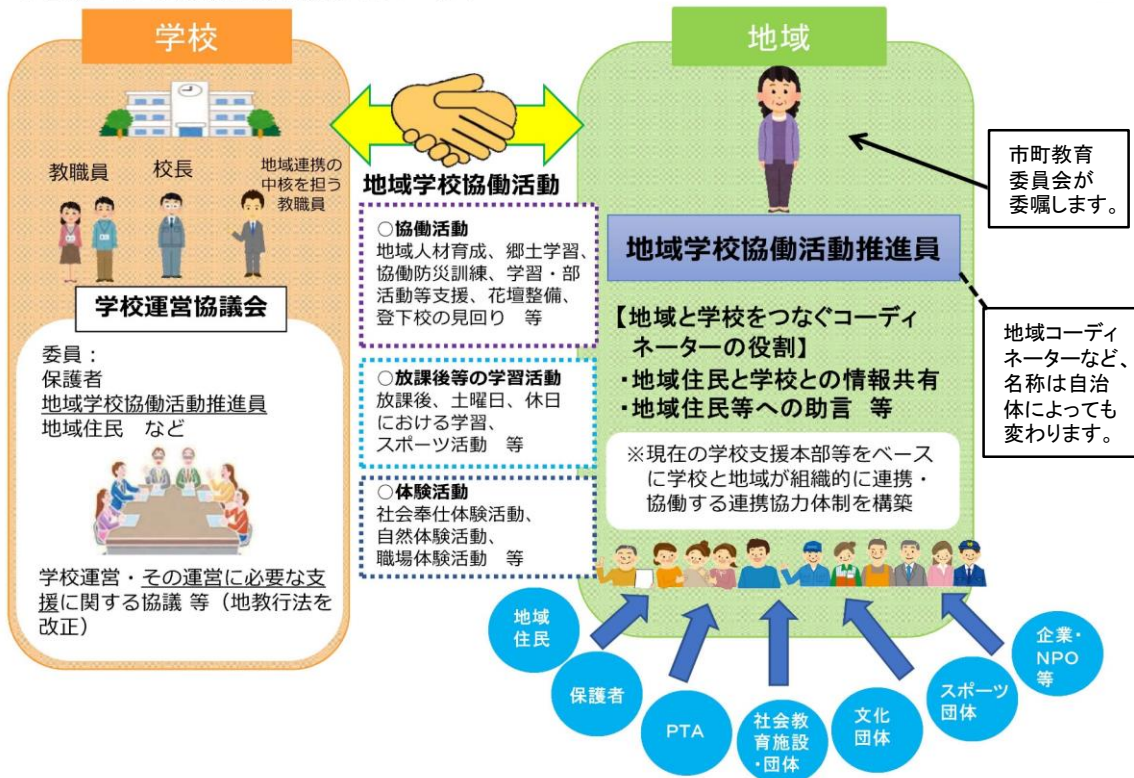 学校
教職員
校長
地域連携の
中核を担う
教職員
学校運営協議会
委員：
保護者
地域学校協働活動推進員
地域住民　など
学校運営・その運営に必要な支
援に関する協議 等（地教行法を
改正）
地域学校協働活動
○協働活動
地域人材育成、郷土学習、
協働防災訓練、学習・部
活動等支援、花壇整備、
登下校の見回り　等
○放課後等の学習活動
放課後、土曜日、休日
における学習、
スポーツ活動　等
○体験活動
社会奉仕体験活動、
自然体験活動、
職場体験活動　等
地域
地域学校協働活動推進員
【地域と学校をつなぐコーディ
ネーターの役割】
・地域住民と学校との情報共有
・地域住民等への助言　等
※現在の学校支援本部等をベース
に学校と地域が組織的に連携・
協働する連携協力体制を構築
市町教育
委員会が
委嘱します。
地域コーディ
ネーターなど、
名称は自治
体によっても
変わります。
地域
住民
保護者
PTA
社会教
育施設
・団体
文化
団体
スポーツ
団体
企業・
NPO
等